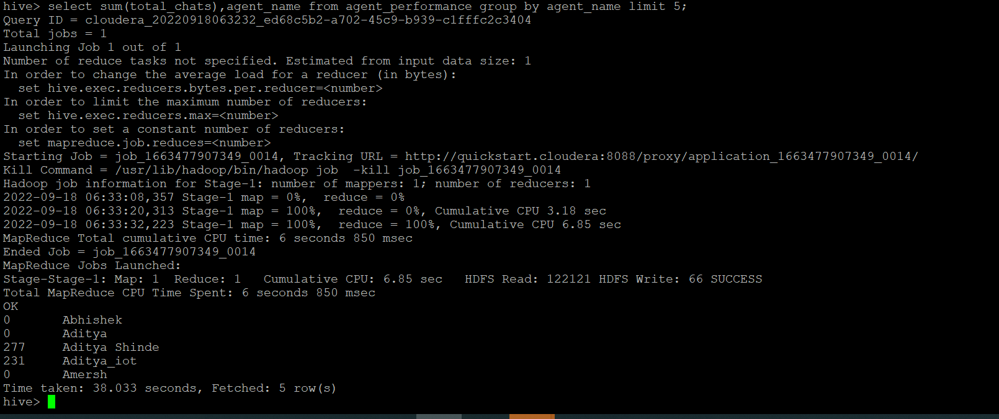 hive> select sum(total_chats),agent_name from agent_performance group by agent_name limit 5;
Query ID = cloudera_20220918063232_ed68c5b2-a702-45c9-b939-c1fffc2c3404
Total jobs = 1
Launching Job 1 out of 1
Number of reduce tasks not specified. Estimated from input data size: 1
In order to change the average load for a reducer (in bytes):
  set hive.exec.reducers.bytes.per.reducer=<number>
In order to limit the maximum number of reducers:
  set hive.exec.reducers.max=<number>
In order to set a constant number of reducers:
  set mapreduce.job.reduces=<number>
Starting Job = job_1663477907349_0014, Tracking URL = http://quickstart.cloudera:8088/proxy/application_1663477907349_0014/
Kill Command = /usr/lib/hadoop/bin/hadoop job  -kill job_1663477907349_0014
Hadoop job information for Stage-1: number of mappers: 1; number of reducers: 1
2022-09-18 06:33:08,357 Stage-1 map = 0%,  reduce = 0%
2022-09-18 06:33:20,313 Stage-1 map = 100%,  reduce = 0%, Cumulative CPU 3.18 sec
2022-09-18 06:33:32,223 Stage-1 map = 100%,  reduce = 100%, Cumulative CPU 6.85 sec
MapReduce Total cumulative CPU time: 6 seconds 850 msec
Ended Job = job_1663477907349_0014
MapReduce Jobs Launched:
Stage-Stage-1: Map: 1  Reduce: 1   Cumulative CPU: 6.85 sec   HDFS Read: 122121 HDFS Write: 66 SUCCESS
Total MapReduce CPU Time Spent: 6 seconds 850 msec
OK
0       Abhishek
0       Aditya
277     Aditya Shinde
231     Aditya_iot
0       Amersh
Time taken: 38.033 seconds, Fetched: 5 row(s)
hive>